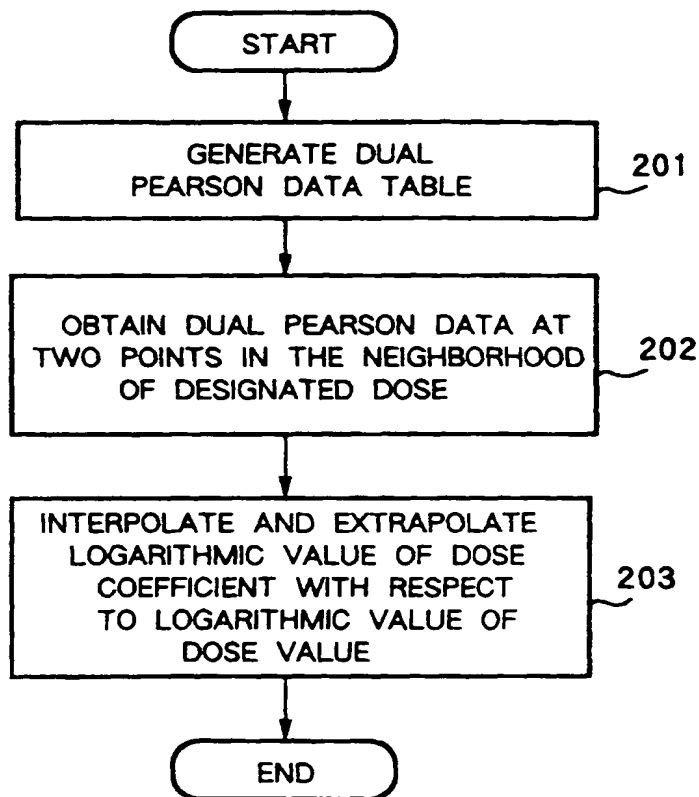 START
GENERATE DUAL
PEARSON DATA TABLE
201
OBTAIN DUAL PEARSON DATA AT
TWO POINTS IN THE NEIGHBORHOOD
OF DESIGNATED DOSE
202
INTERPOLATE AND EXTRAPOLATE
LOGARITHMIC VALUE OF DOSE
COEFFICIENT WITH RESPECT
TO LOGARITHMIC VALUE OF
DOSE VALUE
203
END